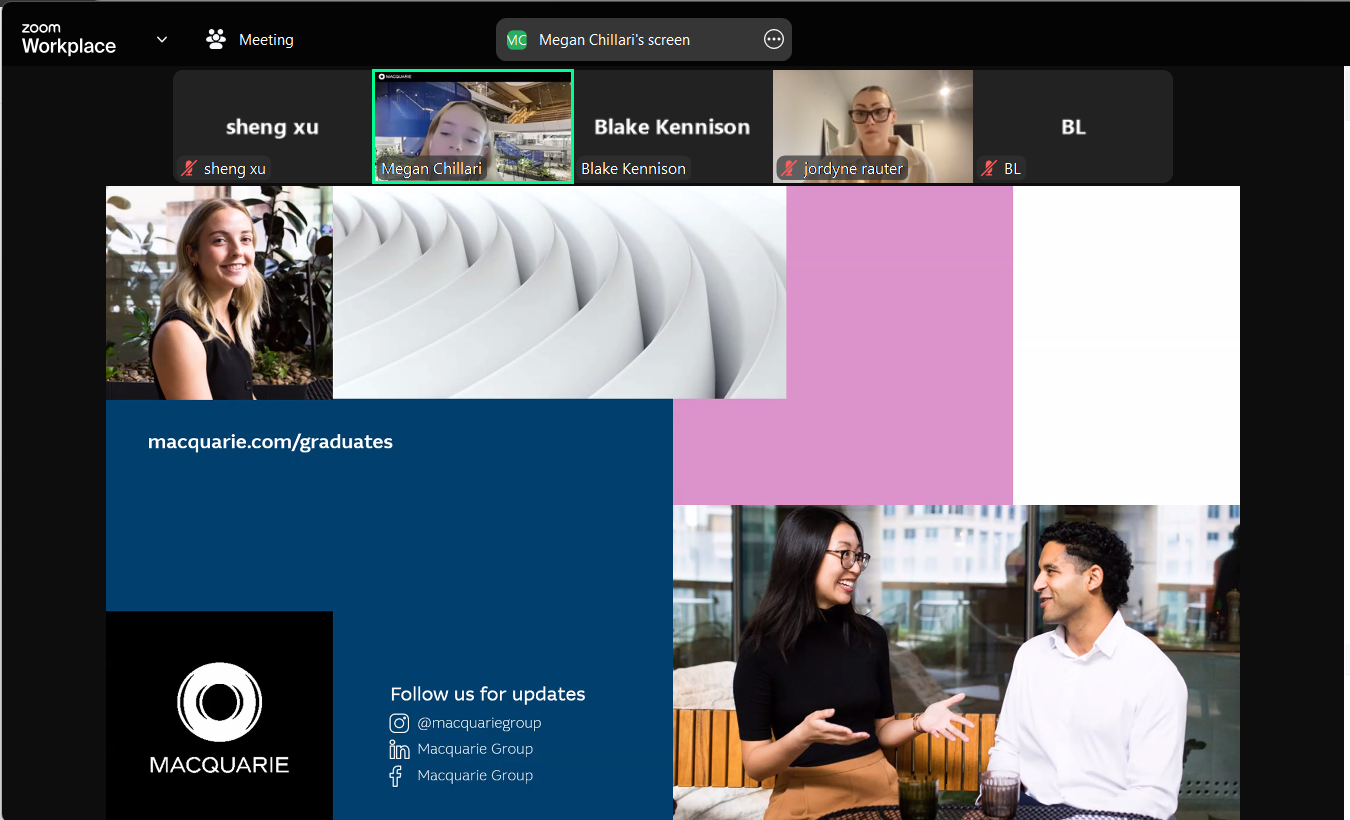 zoom
Workplace
Meeting
MC
Megan Chillari's screen
sheng xu
MACQUARIE
Blake Kennison
BL
sheng xu
Megan Chillari
Blake Kennison
jordyne rauter
BL
macquarie.com/graduates
Follow us for updates
@macquariegroup
Macquarie Group
Macquarie Group
MACQUARIE